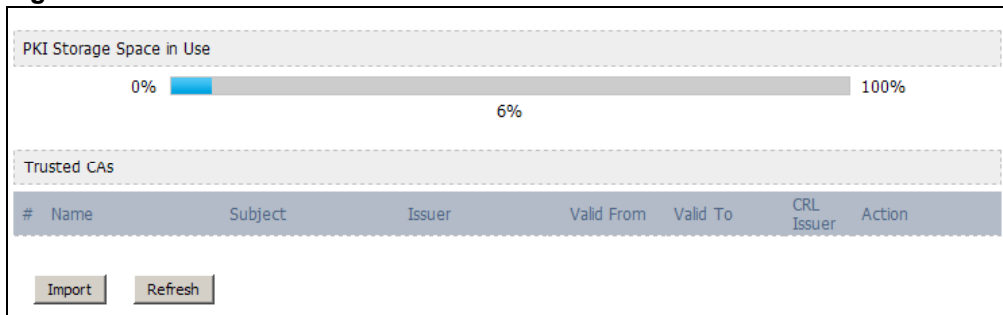 PKI Storage Space in Use
0% 100%
6%
Trusted CAs
# Name Subject Issuer Valid From Valid To CRL Issuer Action
Import Refresh